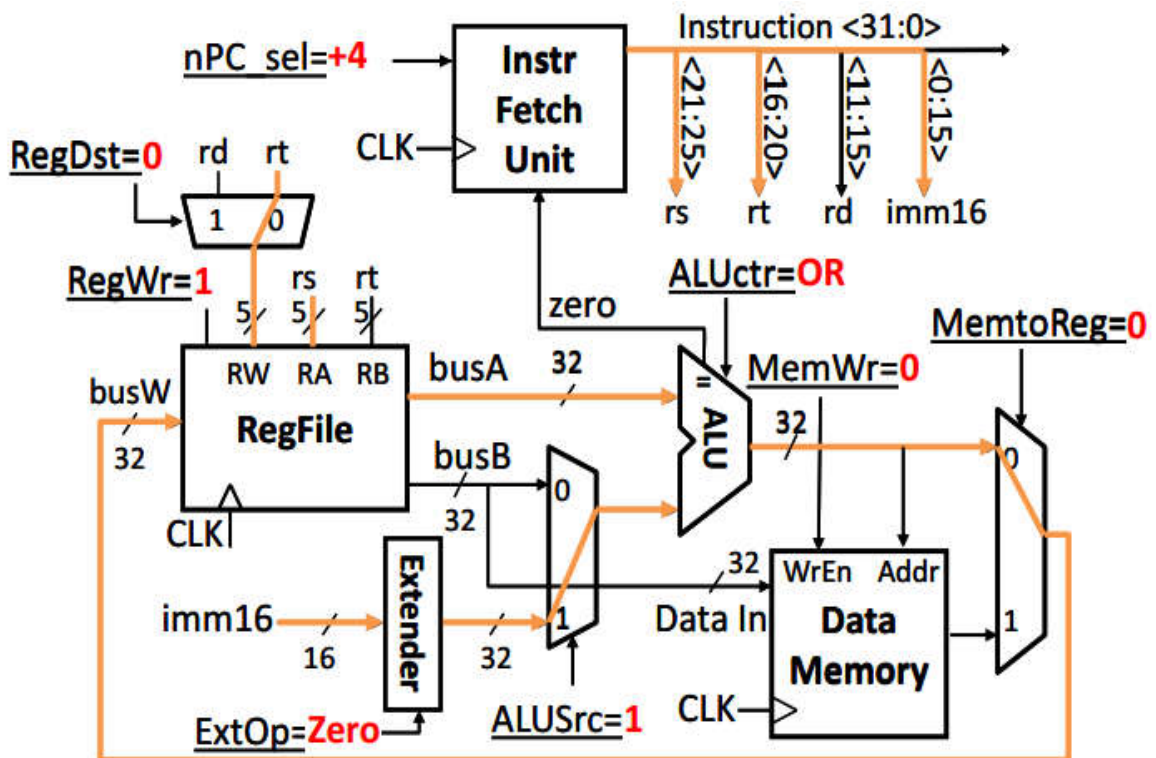 Instruction <31:0>
nPC_sel=+4
Instr
Fetch
Unit
<21:25>
<16:20>
<11:15>
<0:15>
CLK
RegDst=0
rd
rt
1
0
rs
rt
rd
imm16
RegWr=1
rs
rt
ALUctr=OR
zero
MemtoReg=0
5
5
5
RW
RA
RB
busA
32
=
ALU
MemWr=0
busW
32
RegFile
32
0
busB
32
0
CLK
Extender
32
WrEn
Addr
imm16
16
32
1
Data In
Data
Memory
1
CLK
ExtOp=Zero
ALUSrc=1